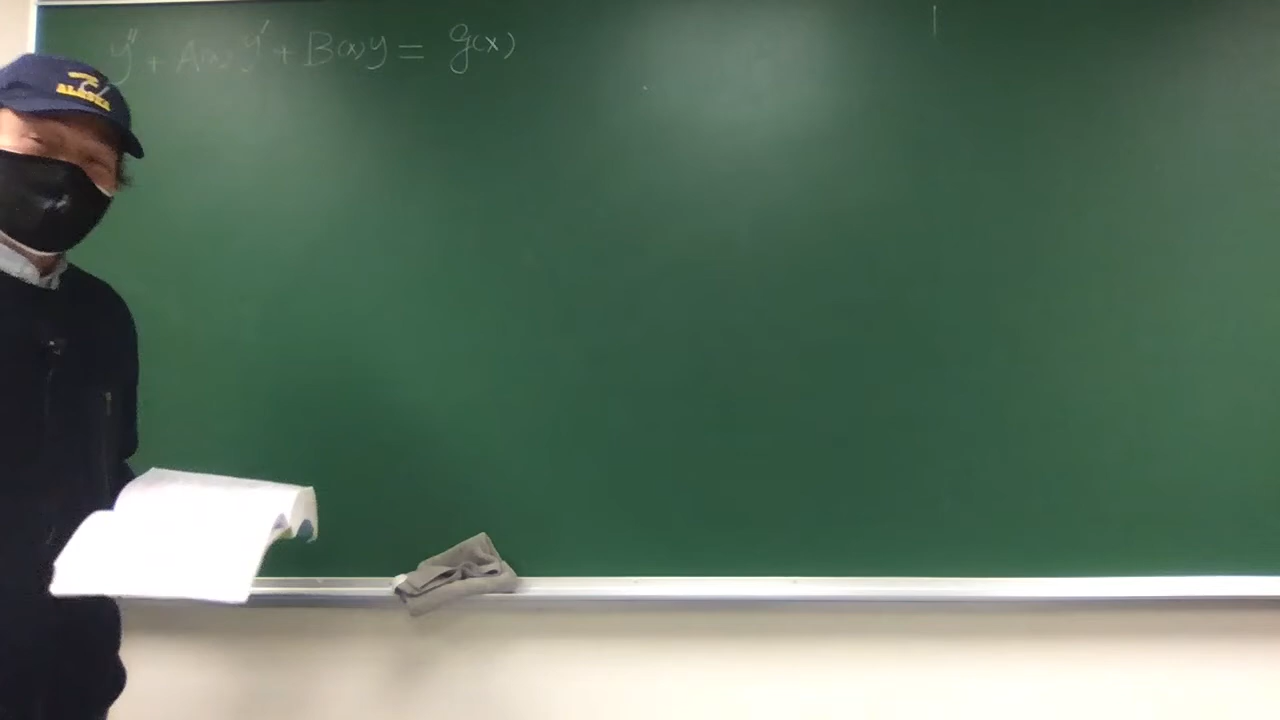 y'' + A(x) y' + B(x) y = g(x)
ALASKA